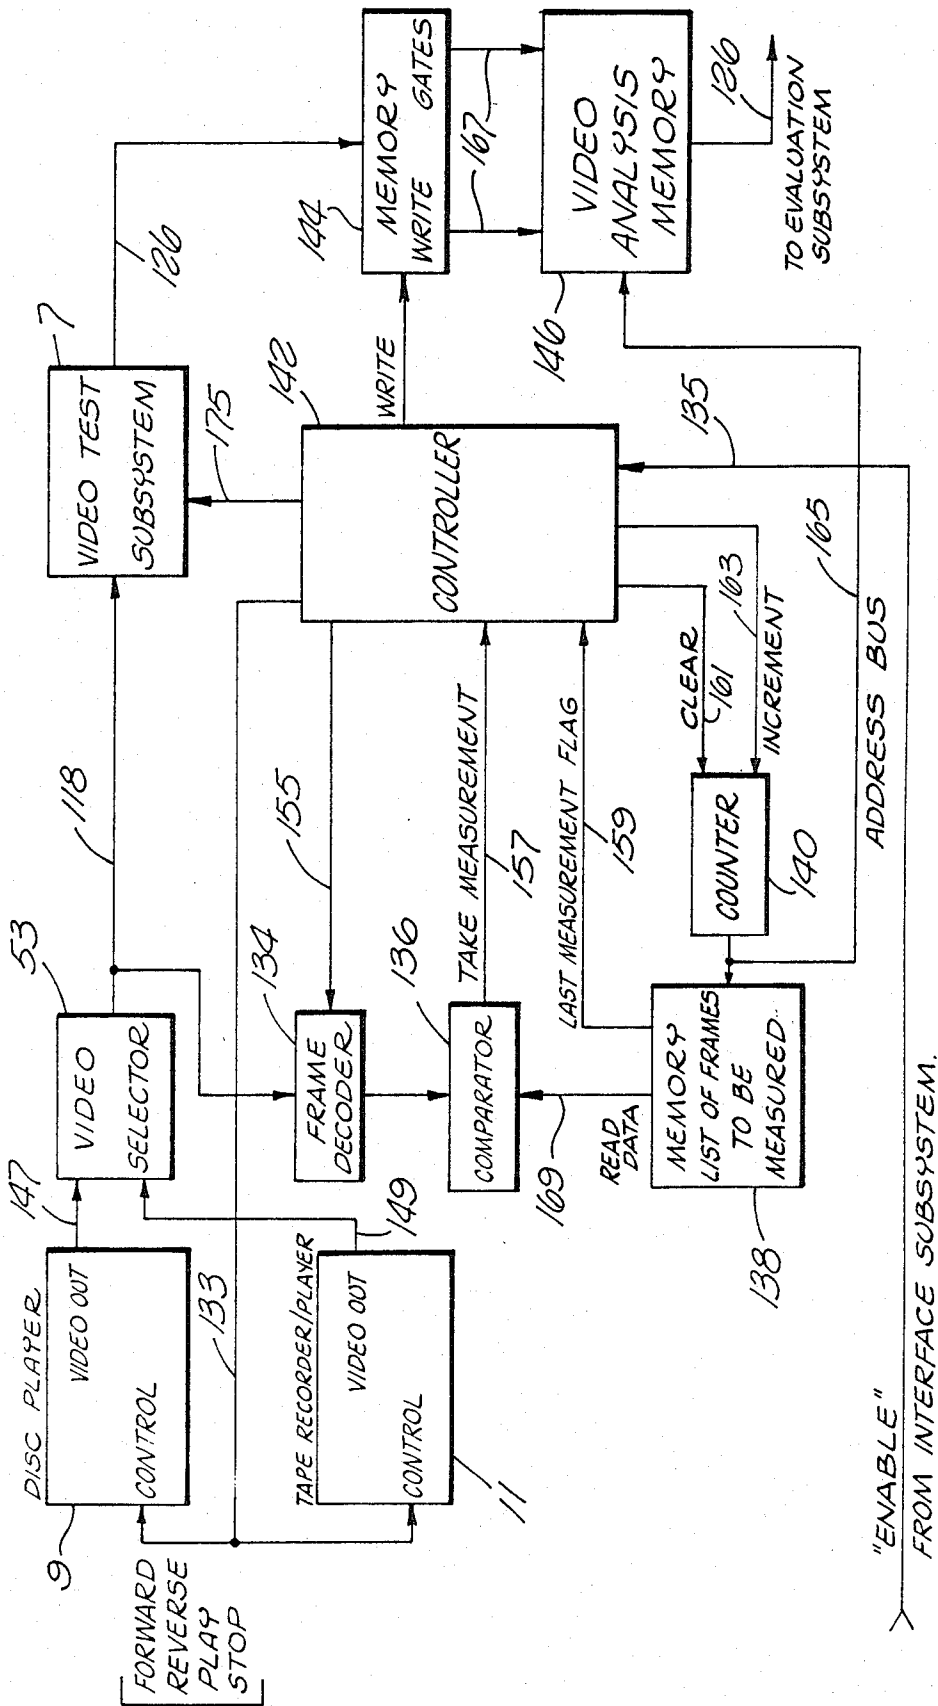 DISC PLAYER
9
VIDEO OUT
CONTROL
FORWARD
REVERSE
PLAY
STOP
133
147
TAPE RECORDER/PLAYER
VIDEO OUT
CONTROL
11
149
53
VIDEO
SELECTOR
118
7
VIDEO TEST
SUBSYSTEM
126
175
134
FRAME
DECODER
155
136
COMPARATOR
TAKE MEASUREMENT
157
142
CONTROLLER
WRITE
144
MEMORY
WRITE GATES
167
169
READ
DATA
LAST MEASUREMENT FLAG
159
MEMORY
LIST OF FRAMES
TO BE
MEASURED
138
COUNTER
140
CLEAR
161
163
INCREMENT
135
165
ADDRESS BUS
146
VIDEO
ANALYSIS
MEMORY
126
TO EVALUATION
SUBSYSTEM
"ENABLE"
FROM INTERFACE SUBSYSTEM.